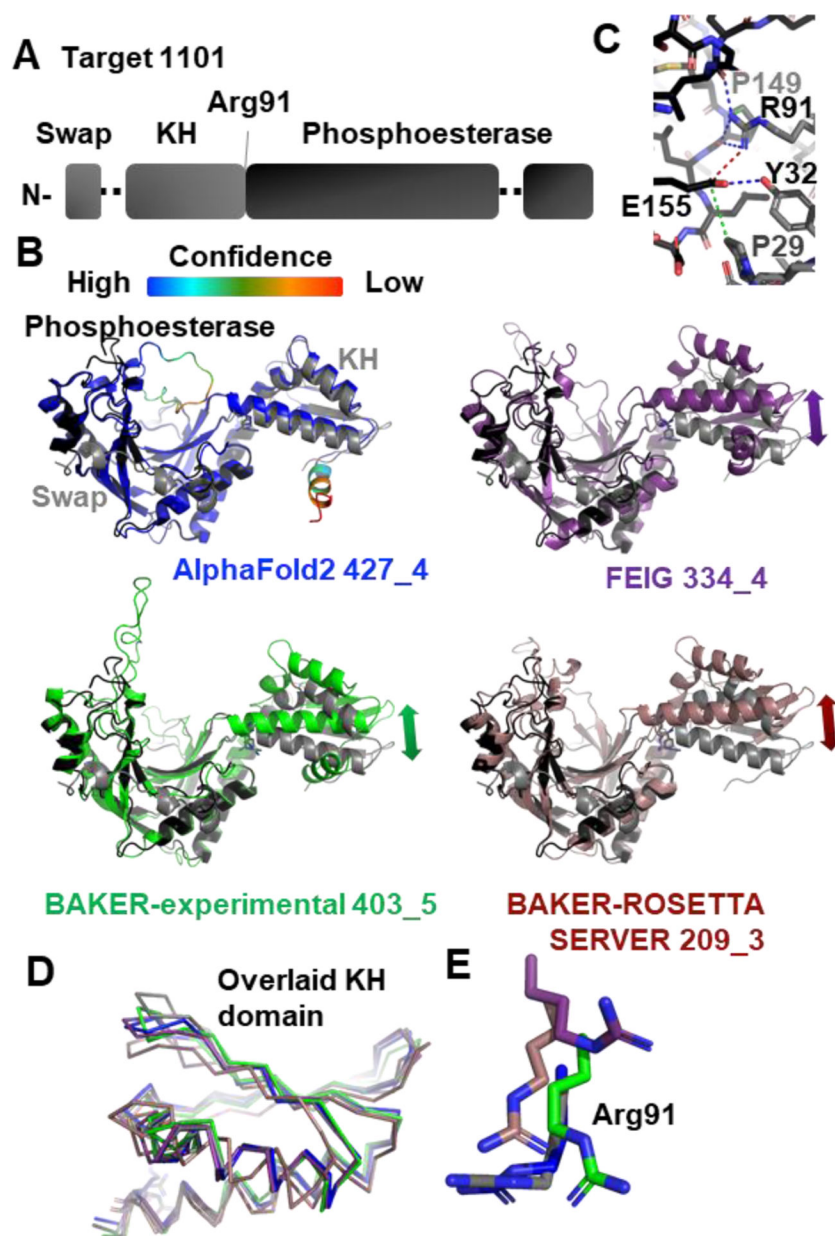 A Target 1101
Arg91
Swap KH Phosphoesterase
N-
C
P149
R91
Y32
E155
P29
B Confidence
High Low
Phosphoesterase
KH
Swap
AlphaFold2 427_4
FEIG 334_4
BAKER-experimental 403_5
BAKER-ROSETTA
SERVER 209_3
D Overlaid KH
domain
E
Arg91